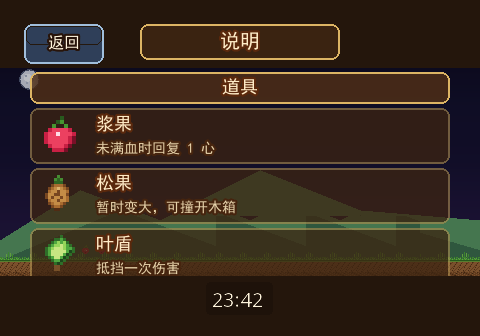 返回
说明
道具
浆果
未满血时回复 1 心
松果
暂时变大，可撞开木箱
叶盾
抵挡一次伤害
23:42